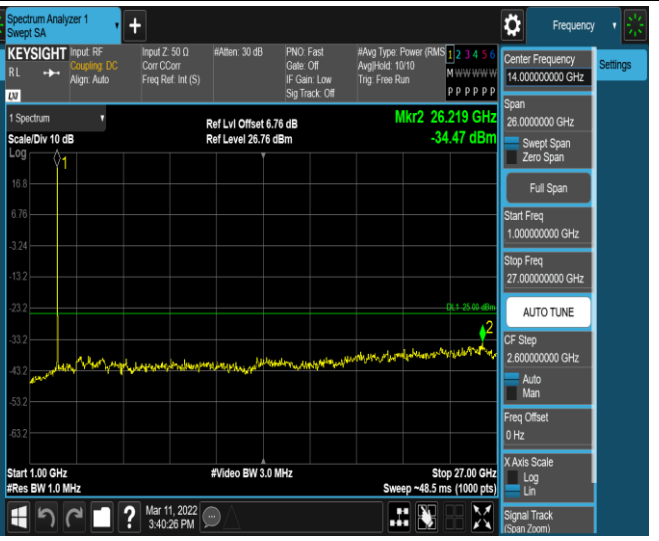 Spectrum Analyzer 1
Swept SA
Frequency
KEYSIGHT
RL
Input: RF
Coupling: DC
Align: Auto
Input Z: 50 Ω
Corr CCorr
Freq Ref: Int (S)
#Atten: 30 dB
PNO: Fast
Gate: Off
IF Gain: Low
Sig Track: Off
#Avg Type: Power (RMS
Avg|Hold: 10/10
Trig: Free Run
1 2 3 4 5 6
M W W W W W
P P P P P P
LXI
1 Spectrum
Scale/Div 10 dB
Log
Ref Lvl Offset 6.76 dB
Ref Level 26.76 dBm
Mkr2 26.219 GHz
-34.47 dBm
1
16.8
6.76
-3.24
-13.2
-23.2
DL1 -25.00 dBm
2
-33.2
-43.2
-53.2
-63.2
Start 1.00 GHz
#Res BW 1.0 MHz
#Video BW 3.0 MHz
Stop 27.00 GHz
Sweep ~48.5 ms (1000 pts)
?
Mar 11, 2022
3:40:26 PM
Center Frequency
14.000000000 GHz
Settings
Span
26.0000000 GHz
Swept Span
Zero Span
Full Span
Start Freq
1.000000000 GHz
Stop Freq
27.000000000 GHz
AUTO TUNE
CF Step
2.600000000 GHz
Auto
Man
Freq Offset
0 Hz
X Axis Scale
Log
Lin
Signal Track
(Span Zoom)